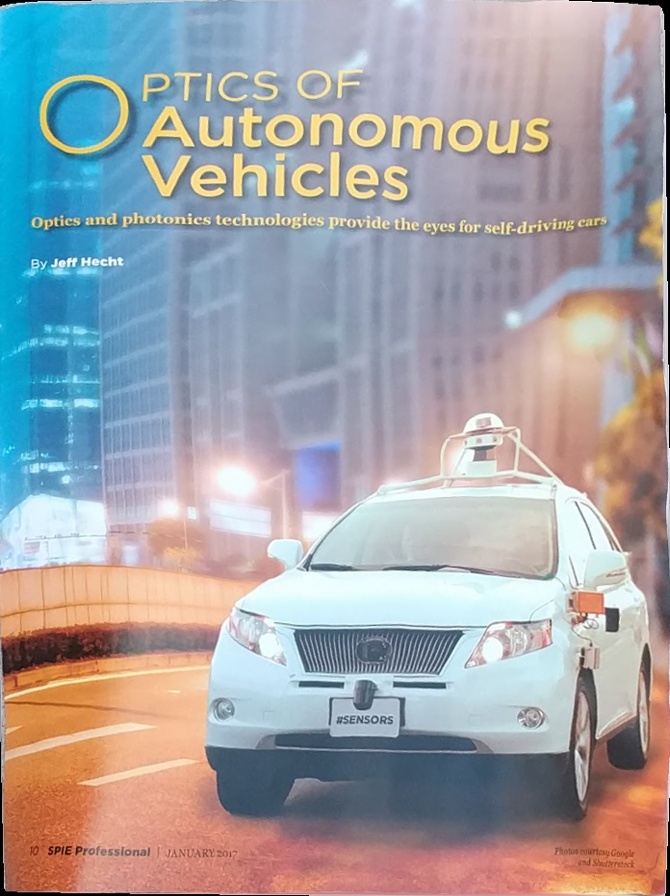 OPTICS OF
Autonomous
Vehicles
Optics and photonics technologies provide the eyes for self-driving cars
By Jeff Hecht
#SENSORS
10 SPIE Professional | JANUARY 2017
Photos courtesy Google
and Shutterstock